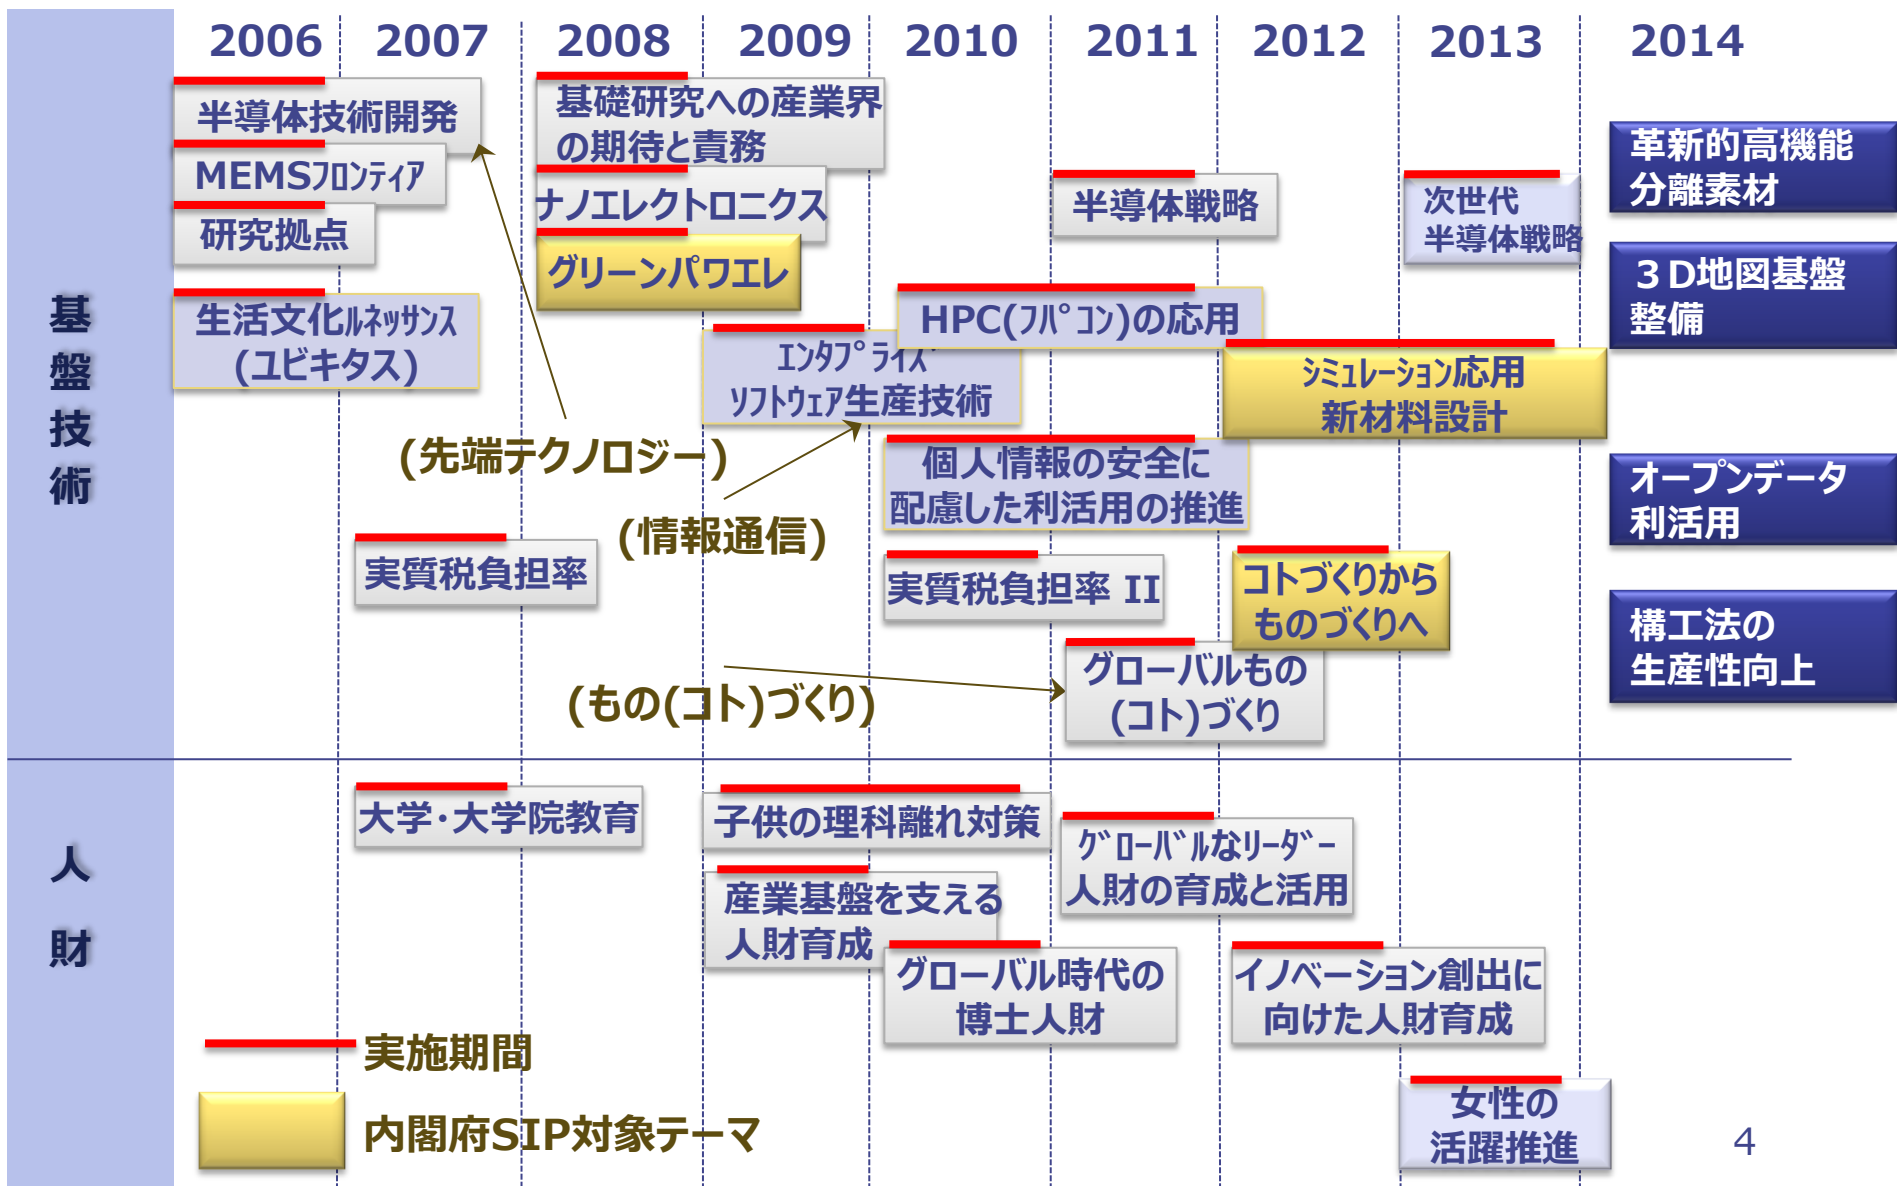 2006 2007 2008 2009 2010 2011 2012 2013 2014
基盤技術
半導体技術開発
MEMSﾌﾛﾝﾃｨｱ
研究拠点
生活文化ﾙﾈｯｻﾝｽ
(ユビキタス)
基礎研究への産業界
の期待と責務
ナノエレクトロニクス
グリーンパワエレ
半導体戦略
次世代
半導体戦略
HPC(ｽﾊﾟｺﾝ)の応用
ｴﾝﾀﾌﾟﾗｲｽﾞ
ｿﾌﾄｳｪｱ生産技術
ｼﾐｭﾚｰｼｮﾝ応用
新材料設計
(先端テクノロジー)
個人情報の安全に
配慮した利活用の推進
(情報通信)
実質税負担率
実質税負担率 II
コトづくりから
ものづくりへ
グローバルもの
(コト)づくり
(もの(コト)づくり)
革新的高機能
分離素材
３Ｄ地図基盤
整備
オープンデータ
利活用
構工法の
生産性向上
人財
大学・大学院教育
子供の理科離れ対策
産業基盤を支える
人財育成
ｸﾞﾛｰﾊﾞﾙなﾘｰﾀﾞｰ
人財の育成と活用
グローバル時代の
博士人財
イノベーション創出に
向けた人財育成
女性の
活躍推進
実施期間
内閣府SIP対象テーマ
4